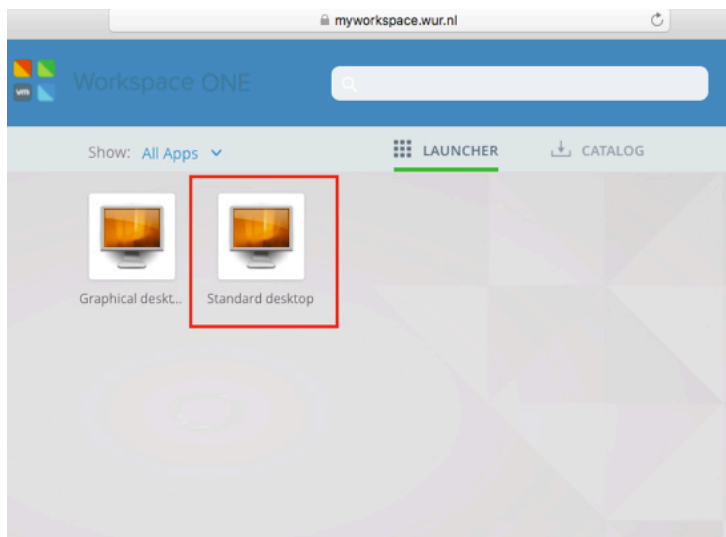 myworkspace.wur.nl
vm
Workspace ONE
Show: All Apps
LAUNCHER
CATALOG
Graphical deskt...
Standard desktop